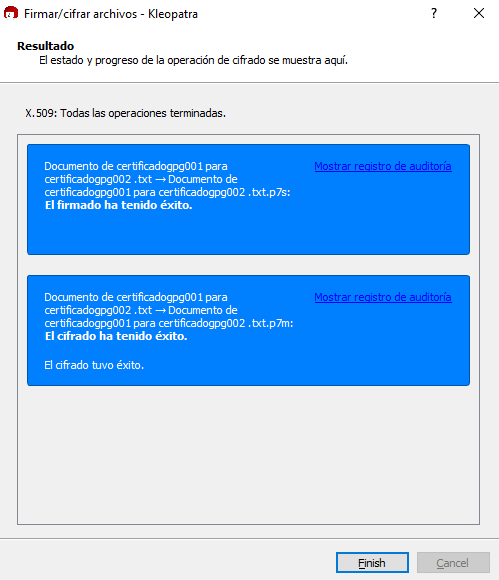 Firmar/cifrar archivos - Kleopatra
Resultado
El estado y progreso de la operación de cifrado se muestra aquí.
X.509: Todas las operaciones terminadas.
Documento de certificadogpg001 para
certificadogpg002 .txt → Documento de
certificadogpg001 para certificadogpg002 .txt.p7s:
El firmado ha tenido éxito.
Mostrar registro de auditoría
Documento de certificadogpg001 para
certificadogpg002 .txt → Documento de
certificadogpg001 para certificadogpg002 .txt.p7m:
El cifrado ha tenido éxito.
Mostrar registro de auditoría
El cifrado tuvo éxito.
Finish
Cancel